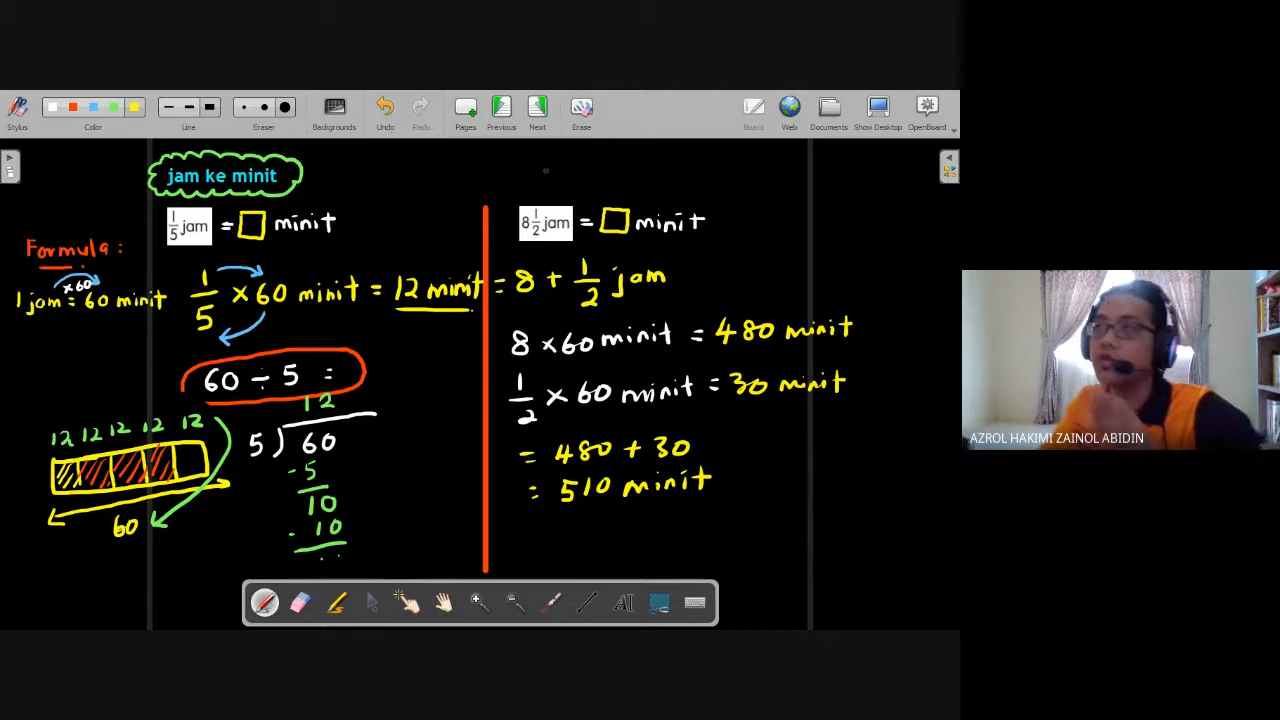 Stylus
Color
Line
Eraser
Backgrounds
Undo
Redu..
Pages
Previous
Next
Erase
Board
Web
Documents
Show Desktop
OpenBoard
jam ke minit
Formula :
x60
1 jam = 60 minit
1/5 jam = □ minit
1/5 × 60 minit = 12 minit
60 ÷ 5 =
12
5) 60
- 5
10
- 10
12 12 12 12 12
60
8 1/2 jam = □ minit
= 8 + 1/2 jam
8 × 60 minit = 480 minit
1/2 × 60 minit = 30 minit
= 480 + 30
= 510 minit
AI
AZROL HAKIMI ZAINOL ABIDIN